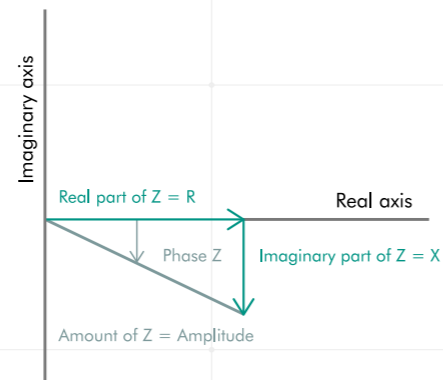 Imaginary axis
Real part of Z = R
Real axis
Phase Z
Imaginary part of Z = X
Amount of Z = Amplitude